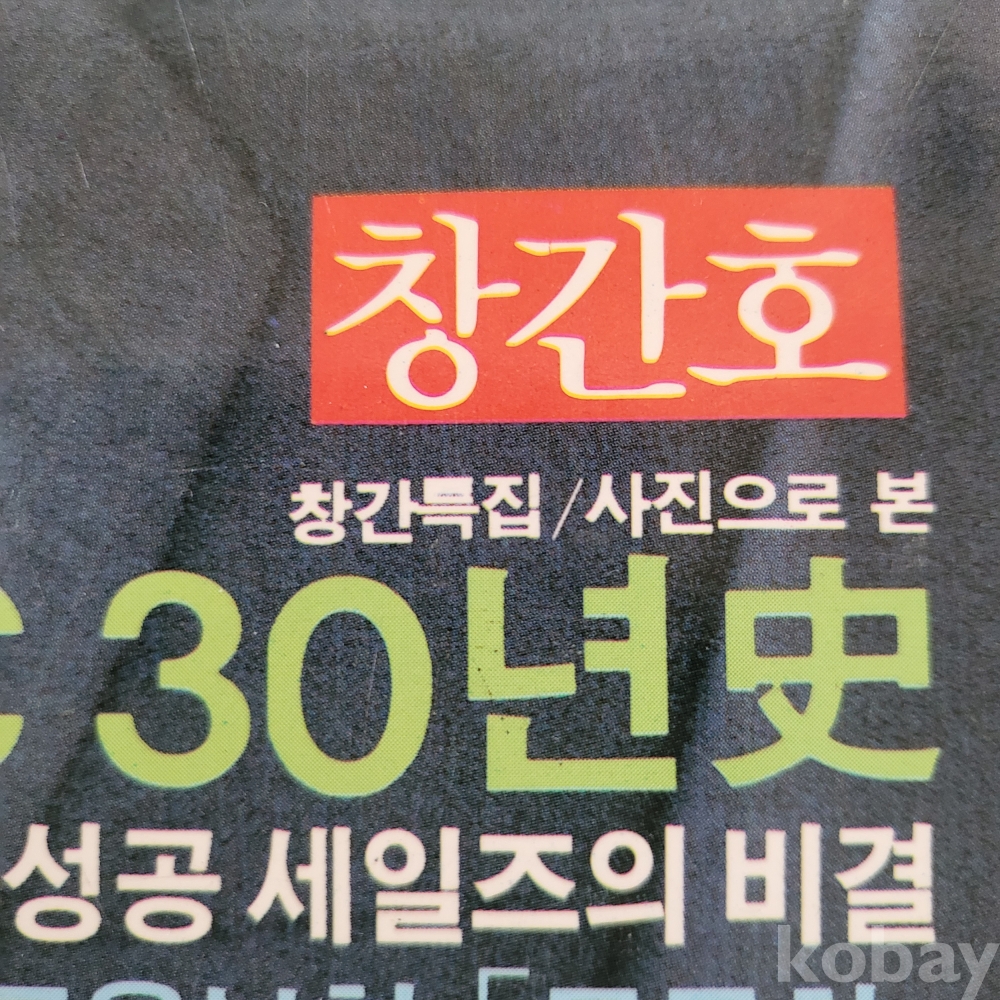 창간호
창간특집 / 사진으로 본
30년史
성공 세일즈의 비결
kobay